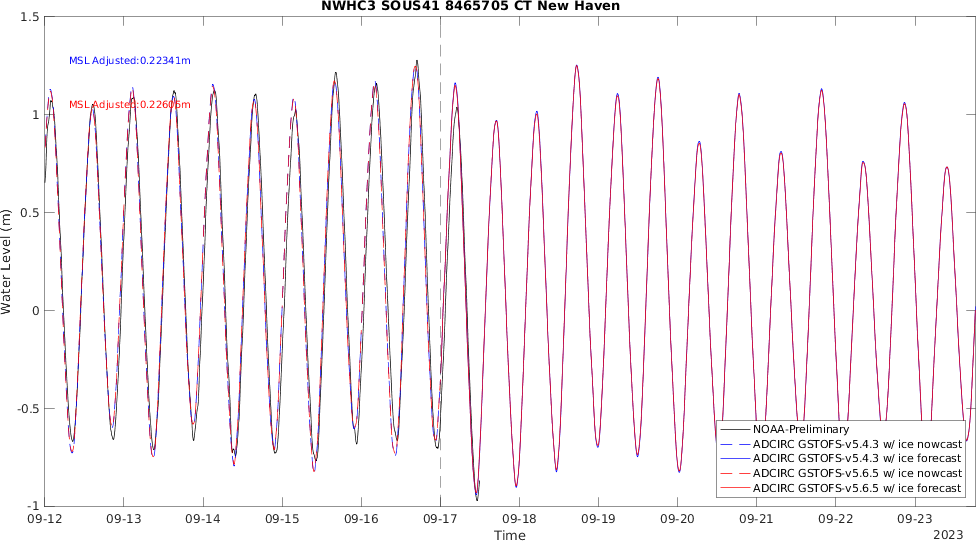 NWHC3 SOUS41 8465705 CT New Haven
1.5
MSL Adjusted:0.22341m
MSL Adjusted:0.22605m
1
0.5
Water Level (m)
0
-0.5
-1
NOAA-Preliminary
ADCIRC GSTOFS-v5.4.3 w/ ice nowcast
ADCIRC GSTOFS-v5.4.3 w/ ice forecast
ADCIRC GSTOFS-v5.6.5 w/ ice nowcast
ADCIRC GSTOFS-v5.6.5 w/ ice forecast
09-12 09-13 09-14 09-15 09-16 09-17 09-18 09-19 09-20 09-21 09-22 09-23
Time
2023